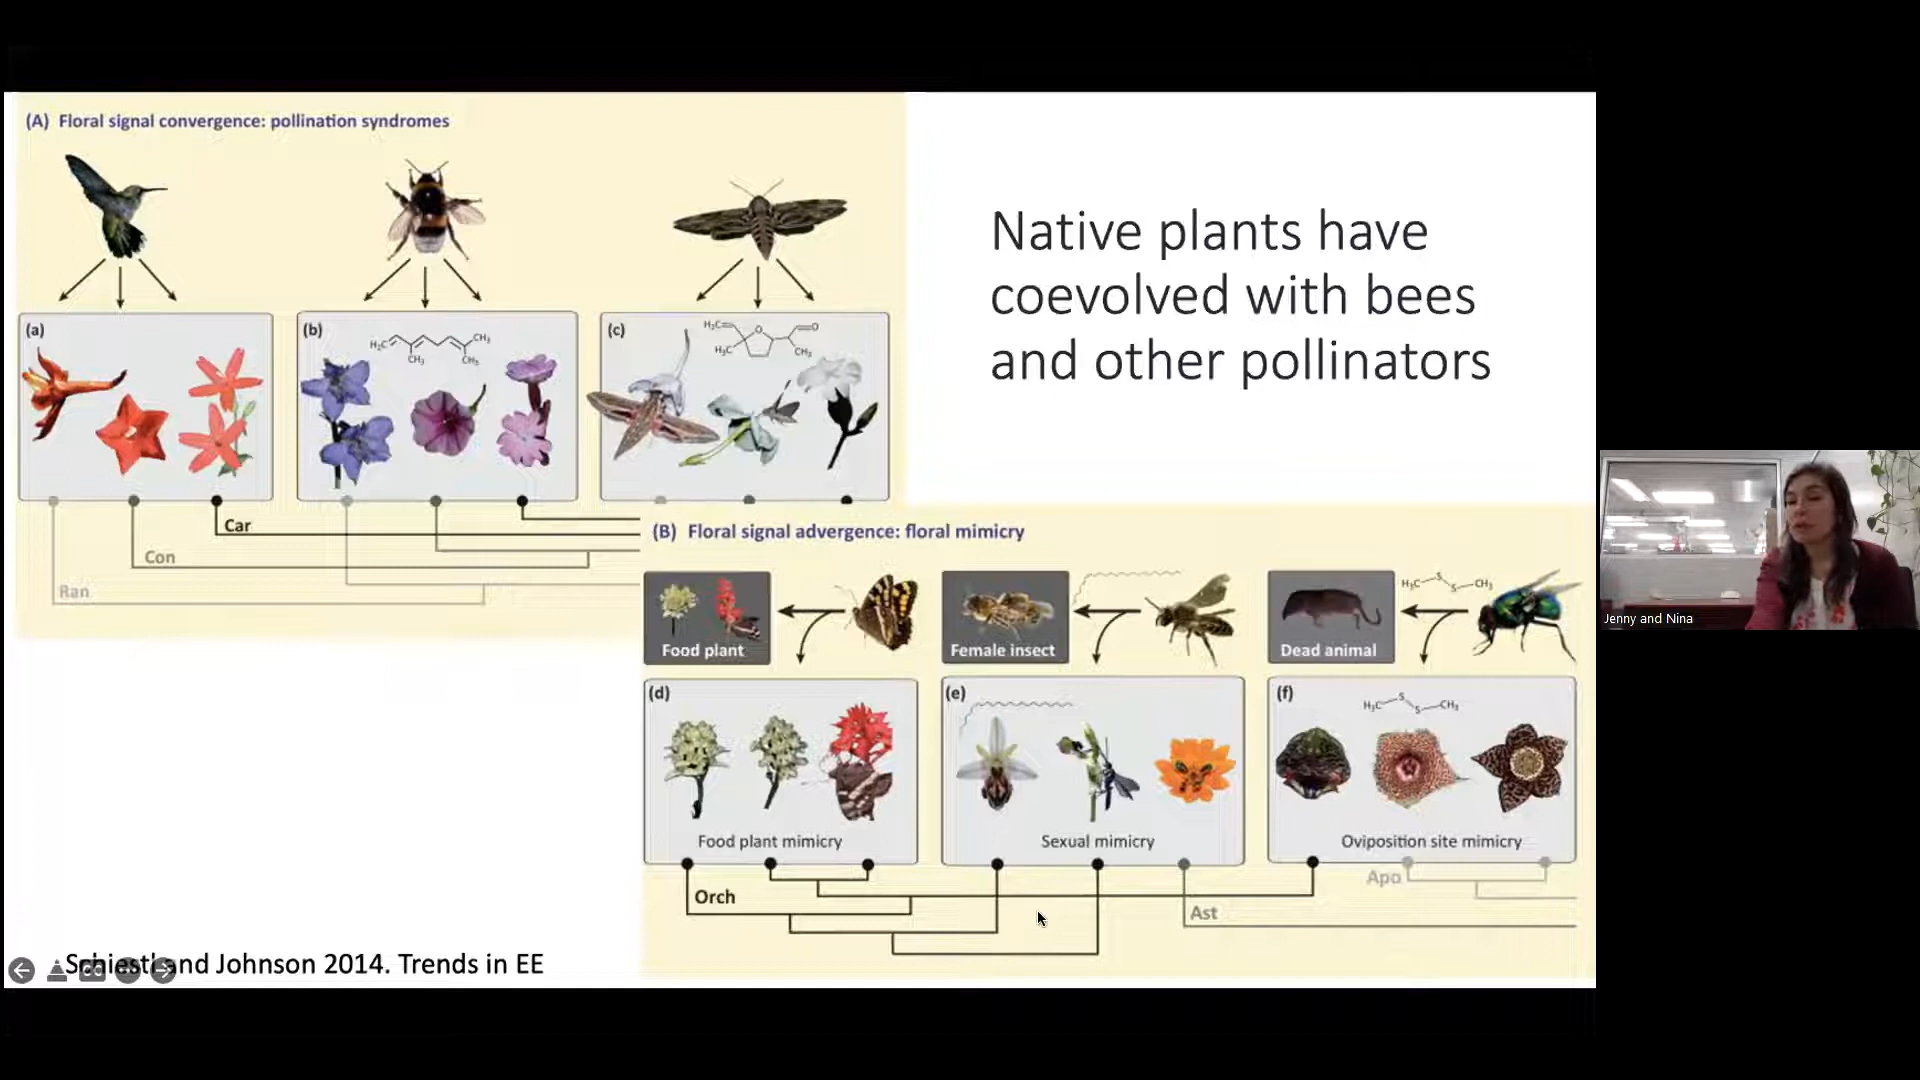 (A) Floral signal convergence: pollination syndromes
(a)
(b)
H₂C
CH₃
CH₃
CH₃
(c)
H₂C
O
O
H₃C
CH₃
Native plants have
coevolved with bees
and other pollinators
Car
Con
Ran
(B) Floral signal advergence: floral mimicry
Food plant
Female insect
Dead animal
H₃C
S
S
CH₃
(d)
Food plant mimicry
(e)
Sexual mimicry
(f)
H₃C
S
S
CH₃
Oviposition site mimicry
Orch
Ast
Apo
Schiestl and Johnson 2014. Trends in EE
CC
Jenny and Nina